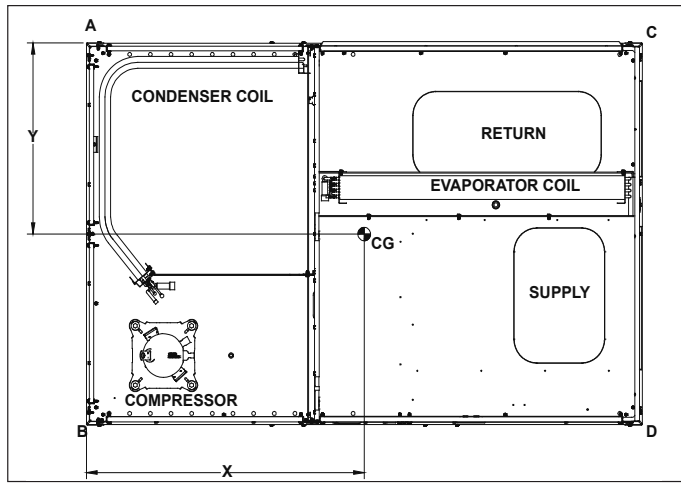 A
C
CONDENSER COIL
Y
RETURN
EVAPORATOR COIL
CG
SUPPLY
COMPRESSOR
B
D
X